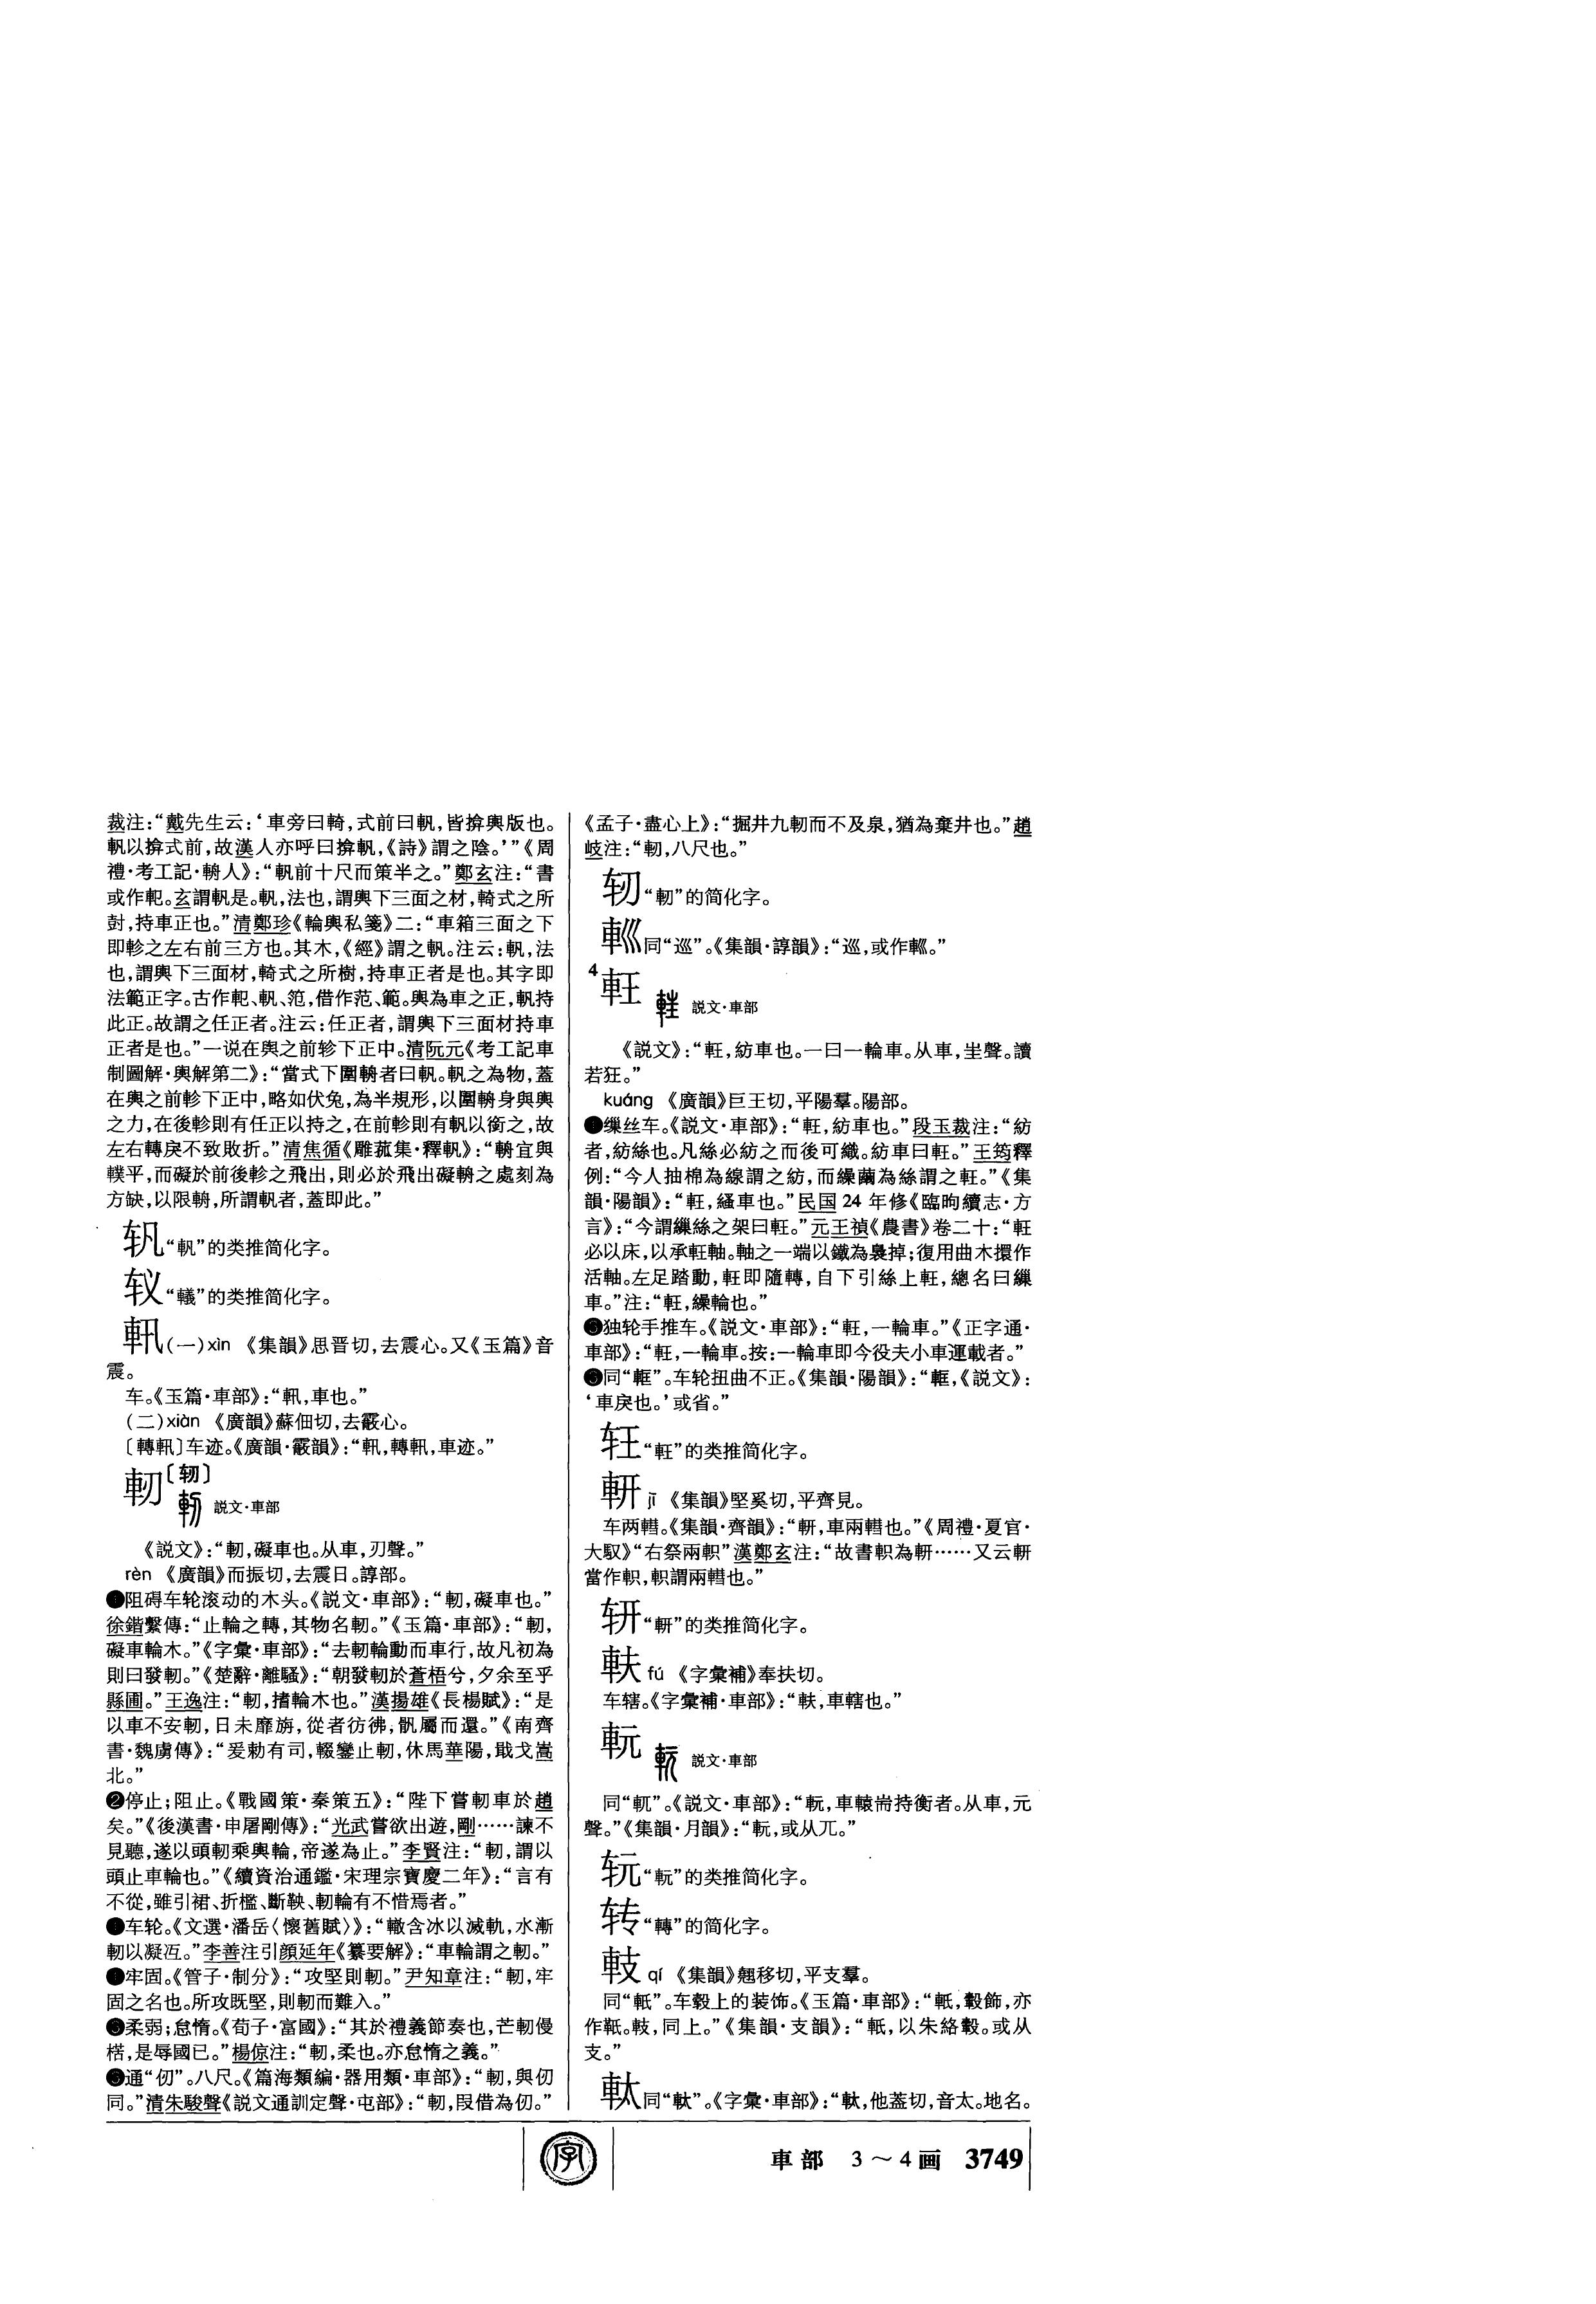 裁注：“戴先生云：‘車旁曰輢，式前曰軓，皆揜輿版也。
軓以揜式前，故漢人亦呼曰揜軓，《詩》謂之陰。’”《周
禮·考工記·輈人》：“軓前十尺而策半之。”鄭玄注：“書
或作軋。玄謂軓是。軓，法也，謂輿下三面之材，輢式之所
尌，持車正也。”清鄭珍《輪輿私箋》二：“車箱三面之下
即軫之左右前三方也。其木，《經》謂之軓。注云：軓，法
也，謂輿下三面材，輢式之所樹，持車正者是也。其字即
法範正字。古作軋、軓、笵，借作范、範。輿為車之正，軓持
此正。故謂之任正者。注云：任正者，謂輿下三面材持車
正者是也。”一说在舆之前轸下正中。清阮元《考工記車
制圖解·輿解第二》：“當式下圍輈者曰軓。軓之為物，蓋
在輿之前軫下正中，略如伏兔，為半規形，以圍輈身與輿
之力，在後軫則有任正以持之，在前軫則有軓以銜之，故
左右轉戾不致敗折。”清焦循《雕菰集·釋軓》：“輈宜與
轐平，而礙於前後軫之飛出，則必於飛出礙輈之處刻為
方缺，以限輈，所謂軓者，蓋即此。”
“軓”的类推简化字。
“轙”的类推简化字。
軐(一)xìn 《集韻》思晋切，去震心。又《玉篇》音
震。
车。《玉篇·車部》：“軐，車也。”
(二)xiàn 《廣韻》蘇佃切，去霰心。
〔轉軐〕车迹。《廣韻·霰韻》：“軐，轉軐，車迹。”
軔〔轫〕
説文·車部
《説文》：“軔，礙車也。从車，刃聲。”
rèn 《廣韻》而振切，去震日。諄部。
❶阻碍车轮滚动的木头。《説文·車部》：“軔，礙車也。”
徐鍇繫傳：“止輪之轉，其物名軔。”《玉篇·車部》：“軔，
礙車輪木。”《字彙·車部》：“去軔輪動而車行，故凡初為
則曰發軔。”《楚辭·離騷》：“朝發軔於蒼梧兮，夕余至乎
縣圃。”王逸注：“軔，搘輪木也。”漢揚雄《長楊賦》：“是
以車不安軔，日未靡旃，從者彷彿，骫屬而還。”《南齊
書·魏虜傳》：“爰勅有司，輟鑾止軔，休馬華陽，戢戈嵩
北。”
❷停止；阻止。《戰國策·秦策五》：“陛下嘗軔車於趙
矣。”《後漢書·申屠剛傳》：“光武嘗欲出遊，剛……諫不
見聽，遂以頭軔乘輿輪，帝遂為止。”李賢注：“軔，謂以
頭止車輪也。”《續資治通鑑·宋理宗寶慶二年》：“言有
不從，雖引裙、折檻、斷鞅、軔輪有不惜焉者。”
车轮。《文選·潘岳〈懷舊賦〉》：“轍含冰以滅軌，水漸
軔以凝沍。”李善注引顔延年《纂要解》：“車輪謂之軔。”
牢固。《管子·制分》：“攻堅則軔。”尹知章注：“軔，牢
固之名也。所攻既堅，則軔而難入。”
柔弱；怠惰。《荀子·富國》：“其於禮義節奏也，芒軔僈
楛，是辱國已。”楊倞注：“軔，柔也。亦怠惰之義。”
通“仞”。八尺。《篇海類編·器用類·車部》：“軔，與仞
同。”清朱駿聲《説文通訓定聲·屯部》：“軔，叚借為仞。”
《孟子·盡心上》：“掘井九軔而不及泉，猶為棄井也。”趙
岐注：“軔，八尺也。”
轫“軔”的简化字。
同“巡”。《集韻·諄韻》：“巡，或作䡅。”
4
軖
説文·車部
《説文》：“軖，紡車也。一曰一輪車。从車，㞷聲。讀
若狂。”
kuáng 《廣韻》巨王切，平陽羣。陽部。
❶缫丝车。《説文·車部》：“軖，紡車也。”段玉裁注：“紡
者，紡絲也。凡絲必紡之而後可織。紡車曰軖。”王筠釋
例：“今人抽棉為線謂之紡，而繰繭為絲謂之軖。”《集
韻·陽韻》：“軖，繅車也。”民国24年修《臨朐續志·方
言》：“今謂繅絲之架曰軖。”元王禎《農書》卷二十：“軖
必以床，以承軖軸。軸之一端以鐵為裊掉；復用曲木擐作
活軸。左足踏動，軖即隨轉，自下引絲上軖，總名曰繅
車。”注：“軖，繰輪也。”
独轮手推车。《説文·車部》：“軖，一輪車。”《正字通·
車部》：“軖，一輪車。按：一輪車即今役夫小車運載者。”
❸同“軭”。车轮扭曲不正。《集韻·陽韻》：“軭，《説文》：
‘車戾也。’或省。”
“軖”的类推简化字。
軿jī 《集韻》堅奚切，平齊見。
车两轊。《集韻·齊韻》：“軿，車兩轊也。”《周禮·夏官·
大馭》“右祭兩軹”漢鄭玄注：“故書軹為軿……又云軿
當作軹，軹謂兩轊也。”
“軿”的类推简化字。
䡍fú 《字彙補》奉扶切。
车辖。《字彙補·車部》：“䡍，車轄也。”
軏
説文·車部
同“軏”。《説文·車部》：“軏，車轅耑持衡者。从車，元
聲。”《集韻·月韻》：“軏，或从兀。”
“軏”的类推简化字。
转“轉”的简化字。
䡋qí 《集韻》翹移切，平支羣。
同“軝”。车毂上的装饰。《玉篇·車部》：“軝，轂飾，亦
作䡋。䡋，同上。”《集韻·支韻》：“軝，以朱絡轂。或从
支。”
軚同“軑”。《字彙·車部》：“軚，他蓋切，音太。地名。
字
車部 3～4画 3749